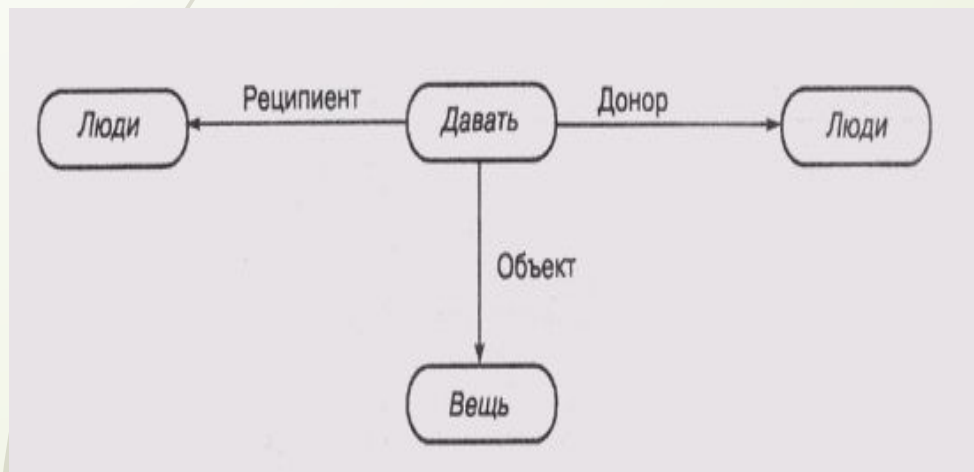 Реципиент
Давать
Донор
Люди
Люди
Объект
Вещь